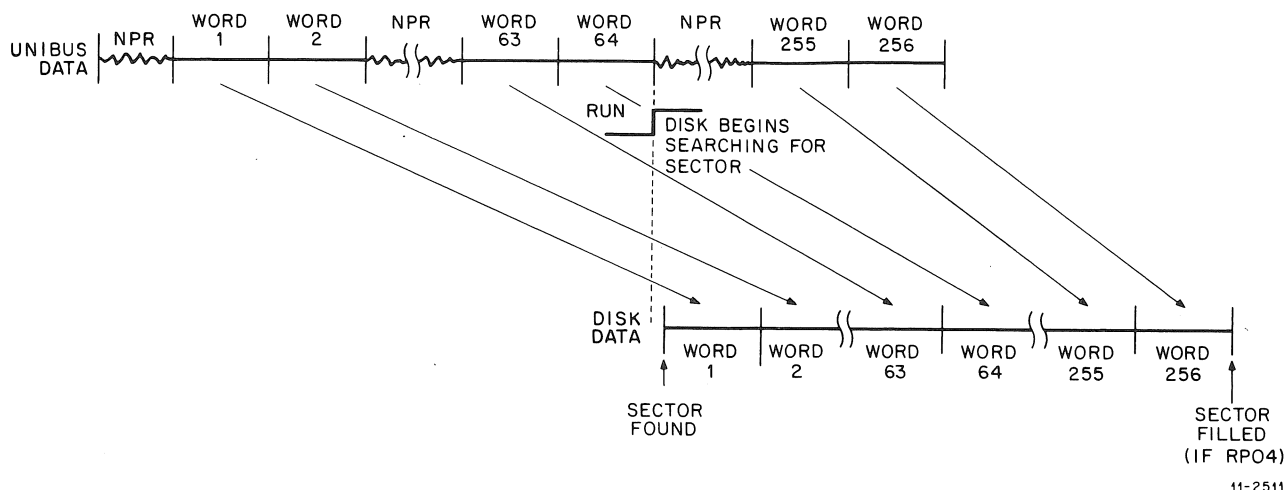 UNIBUS
DATA
NPR
WORD
1
WORD
2
NPR
WORD
63
WORD
64
NPR
WORD
255
WORD
256
RUN
DISK BEGINS
SEARCHING FOR
SECTOR
DISK
DATA
WORD
1
WORD
2
WORD
63
WORD
64
WORD
255
WORD
256
SECTOR
FOUND
SECTOR
FILLED
(IF RP04)
11-2511